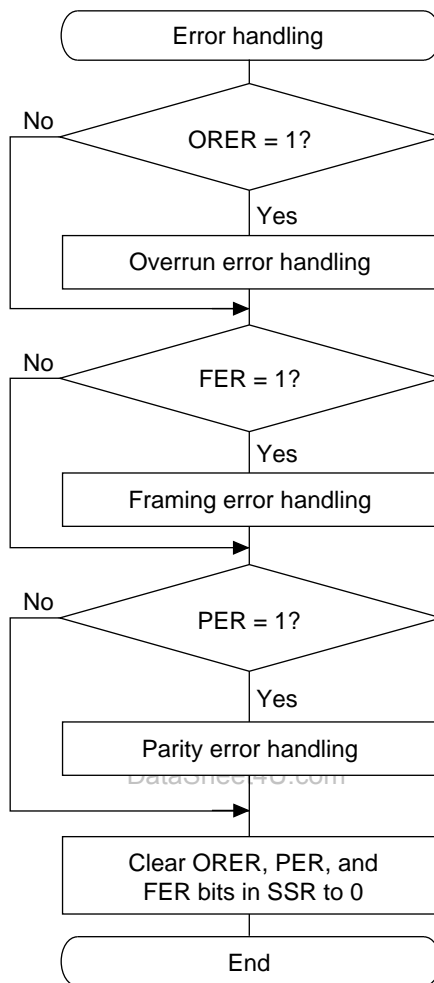 Error handling
No
ORER = 1?
Yes
Overrun error handling
No
FER = 1?
Yes
Framing error handling
No
PER = 1?
Yes
Parity error handling
DataSheet4U.com
Clear ORER, PER, and
FER bits in SSR to 0
End